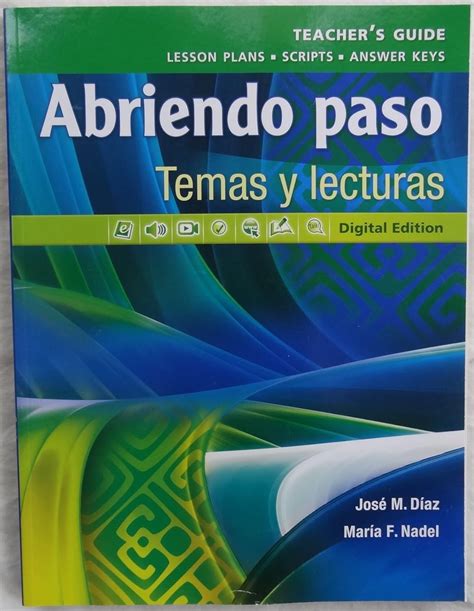 TEACHER'S GUIDE
LESSON PLANS ▪ SCRIPTS ▪ ANSWER KEYS
Abriendo paso
Temas y lecturas
Digital Edition
José M. Díaz
María F. Nadel